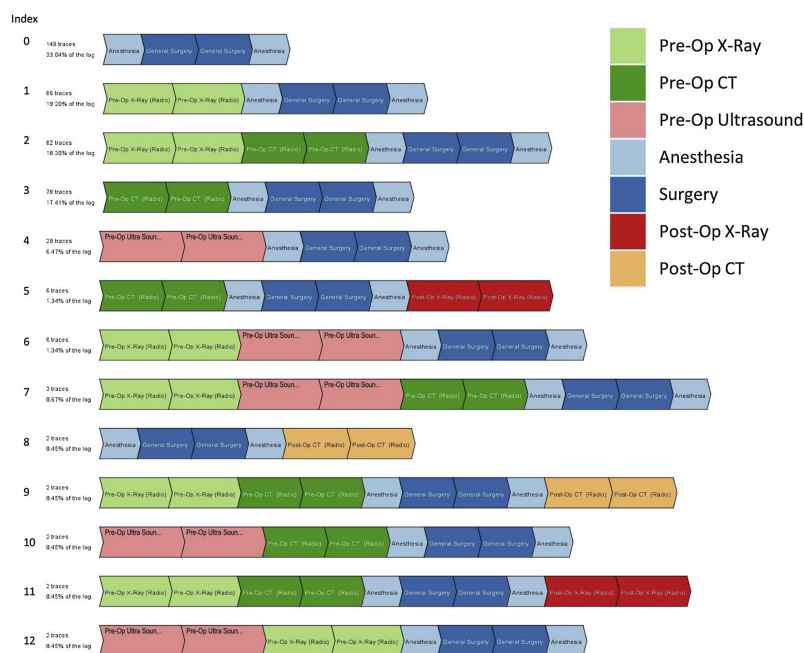 Index
0
148 traces
33.04% of the log
Anesthesia General Surgery General Surgery Anesthesia
1
86 traces
19.20% of the log
Pre-Op X-Ray (Radio) Pre-Op X-Ray (Radio) Anesthesia General Surgery General Surgery Anesthesia
2
82 traces
18.30% of the log
Pre-Op X-Ray (Radio) Pre-Op X-Ray (Radio) Pre-Op CT (Radio) Pre-Op CT (Radio) Anesthesia General Surgery General Surgery Anesthesia
3
78 traces
17.41% of the log
Pre-Op CT (Radio) Pre-Op CT (Radio) Anesthesia General Surgery General Surgery Anesthesia
4
29 traces
6.47% of the log
Pre-Op Ultra Soun... Pre-Op Ultra Soun... Anesthesia General Surgery General Surgery Anesthesia
5
6 traces
1.34% of the log
Pre-Op CT (Radio) Pre-Op CT (Radio) Anesthesia General Surgery General Surgery Anesthesia Post-Op X-Ray (Radio) Post-Op X-Ray (Radio)
6
6 traces
1.34% of the log
Pre-Op X-Ray (Radio) Pre-Op X-Ray (Radio) Pre-Op Ultra Soun... Pre-Op Ultra Soun... Anesthesia General Surgery General Surgery Anesthesia
7
3 traces
0.67% of the log
Pre-Op X-Ray (Radio) Pre-Op X-Ray (Radio) Pre-Op Ultra Soun... Pre-Op Ultra Soun... Pre-Op CT (Radio) Pre-Op CT (Radio) Anesthesia General Surgery General Surgery Anesthesia
8
2 traces
0.45% of the log
Anesthesia General Surgery General Surgery Anesthesia Post-Op CT (Radio) Post-Op CT (Radio)
9
2 traces
0.45% of the log
Pre-Op X-Ray (Radio) Pre-Op X-Ray (Radio) Pre-Op CT (Radio) Pre-Op CT (Radio) Anesthesia General Surgery General Surgery Anesthesia Post-Op CT (Radio) Post-Op CT (Radio)
10
2 traces
0.45% of the log
Pre-Op Ultra Soun... Pre-Op Ultra Soun... Pre-Op CT (Radio) Pre-Op CT (Radio) Anesthesia General Surgery General Surgery Anesthesia
11
2 traces
0.45% of the log
Pre-Op X-Ray (Radio) Pre-Op X-Ray (Radio) Pre-Op CT (Radio) Pre-Op CT (Radio) Anesthesia General Surgery General Surgery Anesthesia Post-Op X-Ray (Radio) Post-Op X-Ray (Radio)
12
2 traces
0.45% of the log
Pre-Op Ultra Soun... Pre-Op Ultra Soun... Pre-Op X-Ray (Radio) Pre-Op X-Ray (Radio) Anesthesia General Surgery General Surgery Anesthesia
Pre-Op X-Ray
Pre-Op CT
Pre-Op Ultrasound
Anesthesia
Surgery
Post-Op X-Ray
Post-Op CT